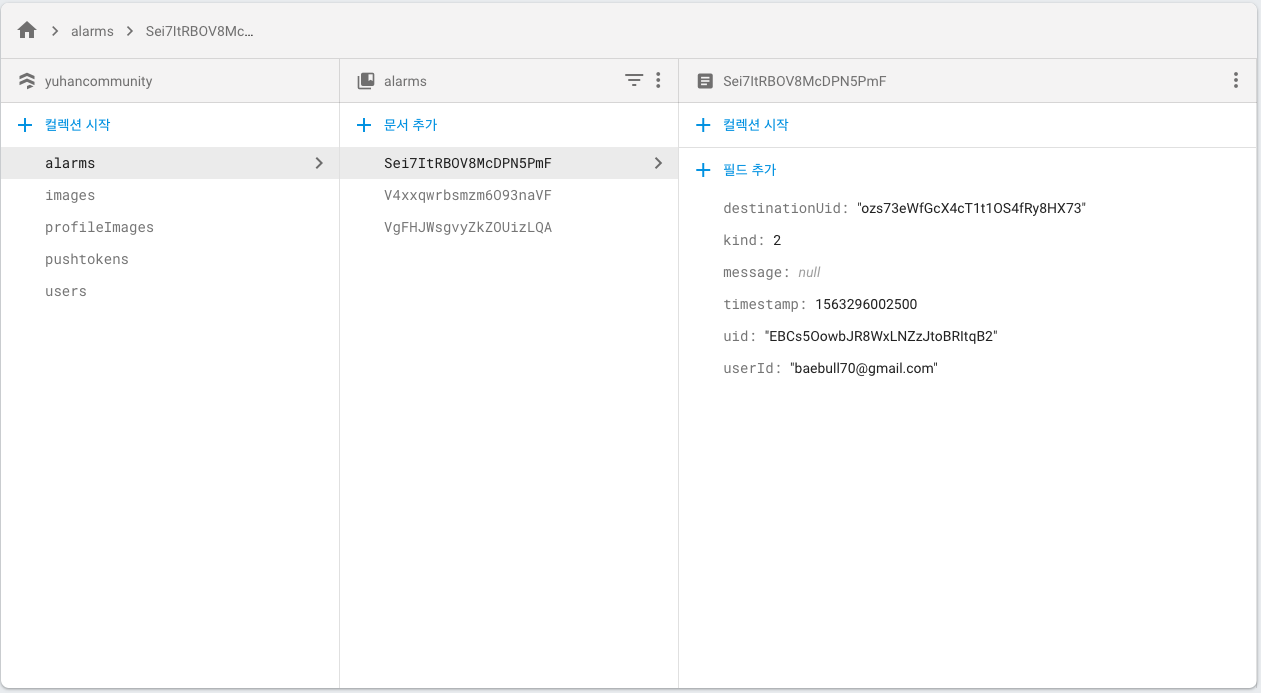 alarms > Sei7ItRBOV8Mc…
yuhancommunity
컬렉션 시작
alarms
images
profileImages
pushtokens
users
alarms
문서 추가
Sei7ItRBOV8McDPN5PmF
V4xxqwrbsmzm6O93naVF
VgFHJWsgvyZkZOUizLQA
Sei7ItRBOV8McDPN5PmF
컬렉션 시작
필드 추가
destinationUid: "ozs73eWfGcX4cT1t1OS4fRy8HX73"
kind: 2
message: null
timestamp: 1563296002500
uid: "EBCs5OowbJR8WxLNZzJtoBRItqB2"
userId: "baebull70@gmail.com"